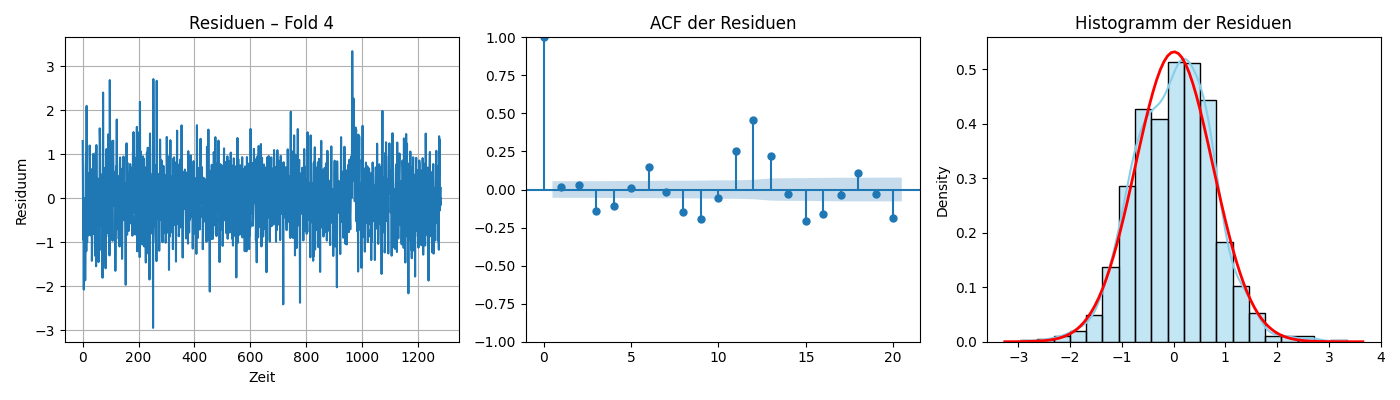 Residuen – Fold 4
Residuum
3
2
1
0
−1
−2
−3
0 200 400 600 800 1000 1200
Zeit
ACF der Residuen
1.00
0.75
0.50
0.25
0.00
−0.25
−0.50
−0.75
−1.00
0 5 10 15 20
Histogramm der Residuen
Density
0.5
0.4
0.3
0.2
0.1
0.0
−3 −2 −1 0 1 2 3 4